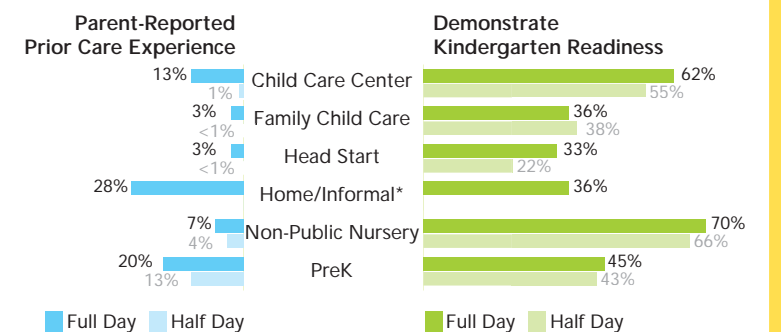 Parent-Reported
Prior Care Experience
Demonstrate
Kindergarten Readiness
13% Child Care Center 62%
1% 55%
3% Family Child Care 36%
<1% 38%
3% Head Start 33%
<1% 22%
28% Home/Informal* 36%
7% Non-Public Nursery 70%
4% 66%
20% PreK 45%
13% 43%
Full Day Half Day Full Day Half Day